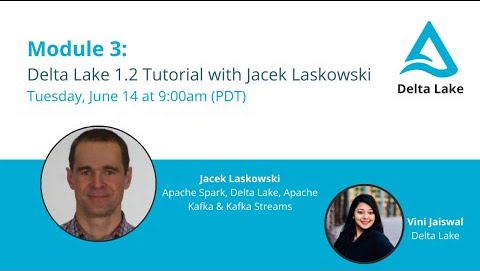 Module 3:
Delta Lake 1.2 Tutorial with Jacek Laskowski
Tuesday, June 14 at 9:00am (PDT)
Delta Lake
Jacek Laskowski
Apache Spark, Delta Lake, Apache
Kafka & Kafka Streams
Vini Jaiswal
Delta Lake